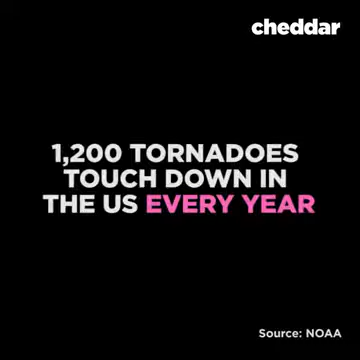 cheddar
1,200 TORNADOES
TOUCH DOWN IN
THE US EVERY YEAR
Source: NOAA